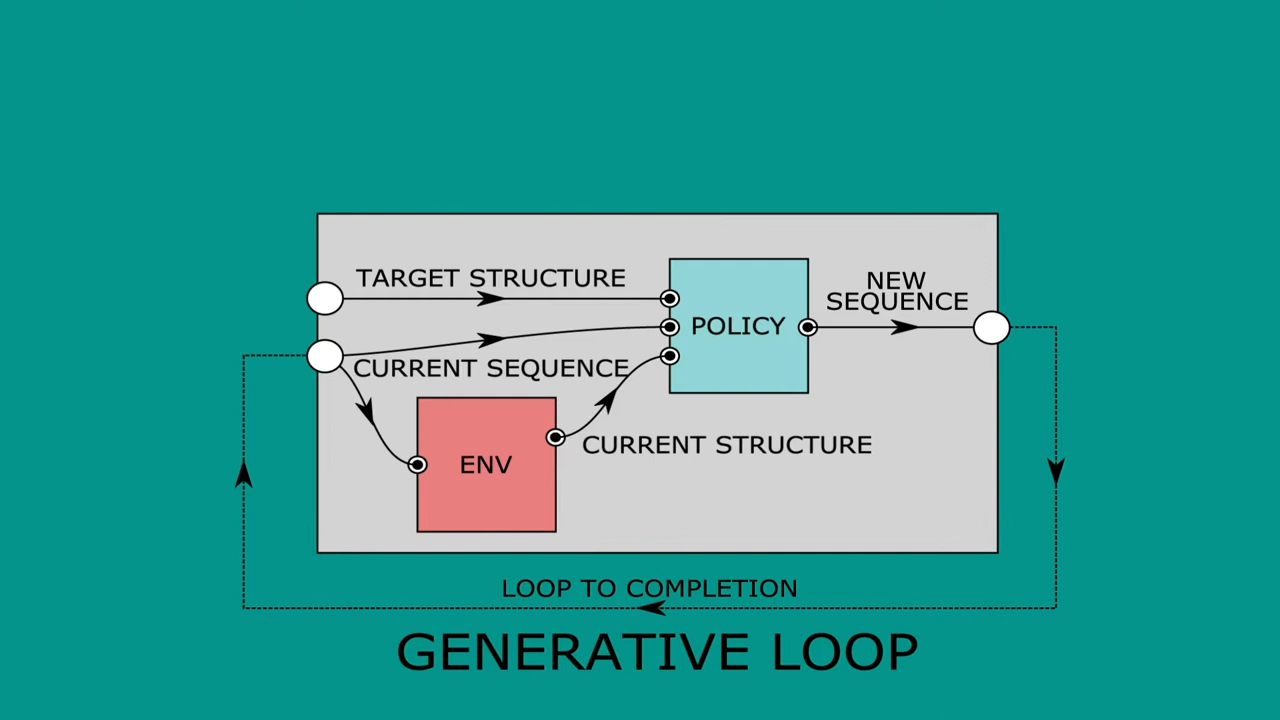 TARGET STRUCTURE
NEW
SEQUENCE
POLICY
CURRENT SEQUENCE
CURRENT STRUCTURE
ENV
LOOP TO COMPLETION
GENERATIVE LOOP